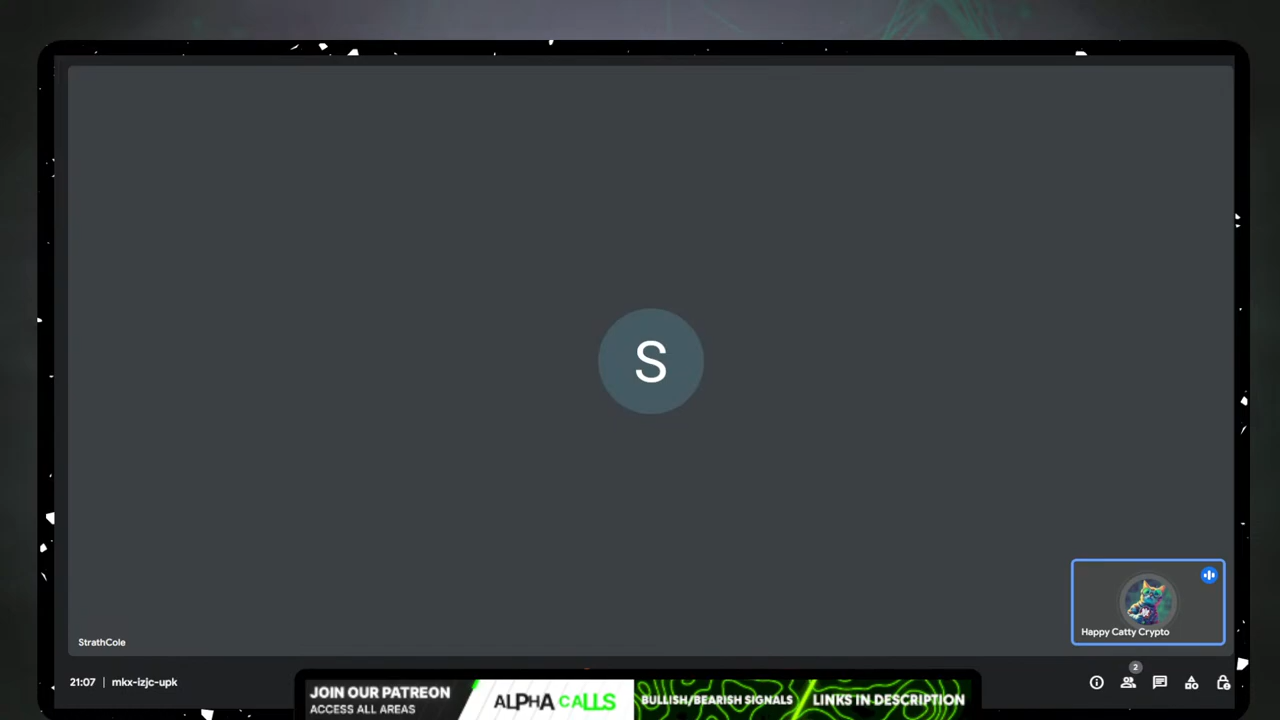 S
StrathCole
Happy Catty Crypto
21:07 | mkx-lzjc-upk
2
JOIN OUR PATREON
ACCESS ALL AREAS
ALPHA CALLS
BULLISH/BEARISH SIGNALS
LINKS IN DESCRIPTION